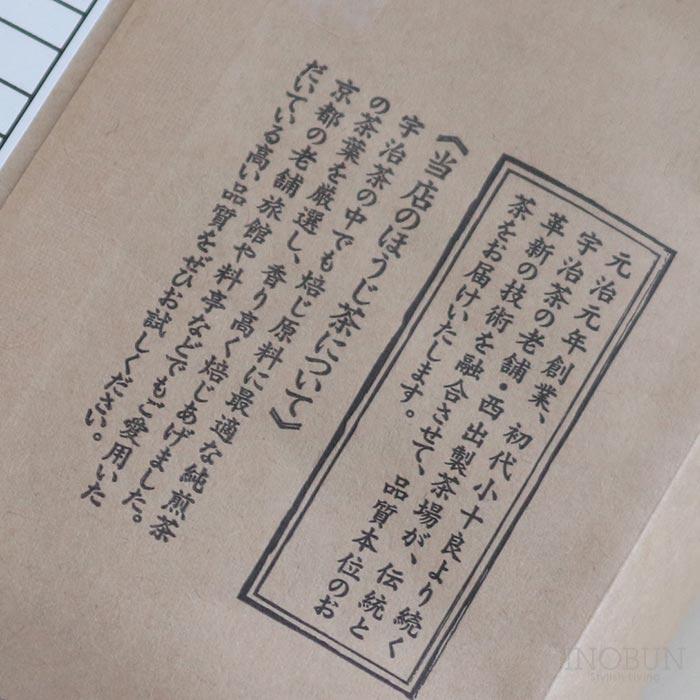 元治元年創業、初代小十良より続く
宇治茶の老舗・西出製茶場が、伝統と
革新の技術を融合させて、品質本位のお
茶をお届けいたします。
《当店のほうじ茶について》
宇治茶の中でも焙じ原料に最適な純煎茶
の茶葉を厳選し、香り高く焙じあげました。
京都の老舗旅館や料亭などでもご愛用いた
だいている高い品質をぜひお試しください。
INOBUN
Stylish Living